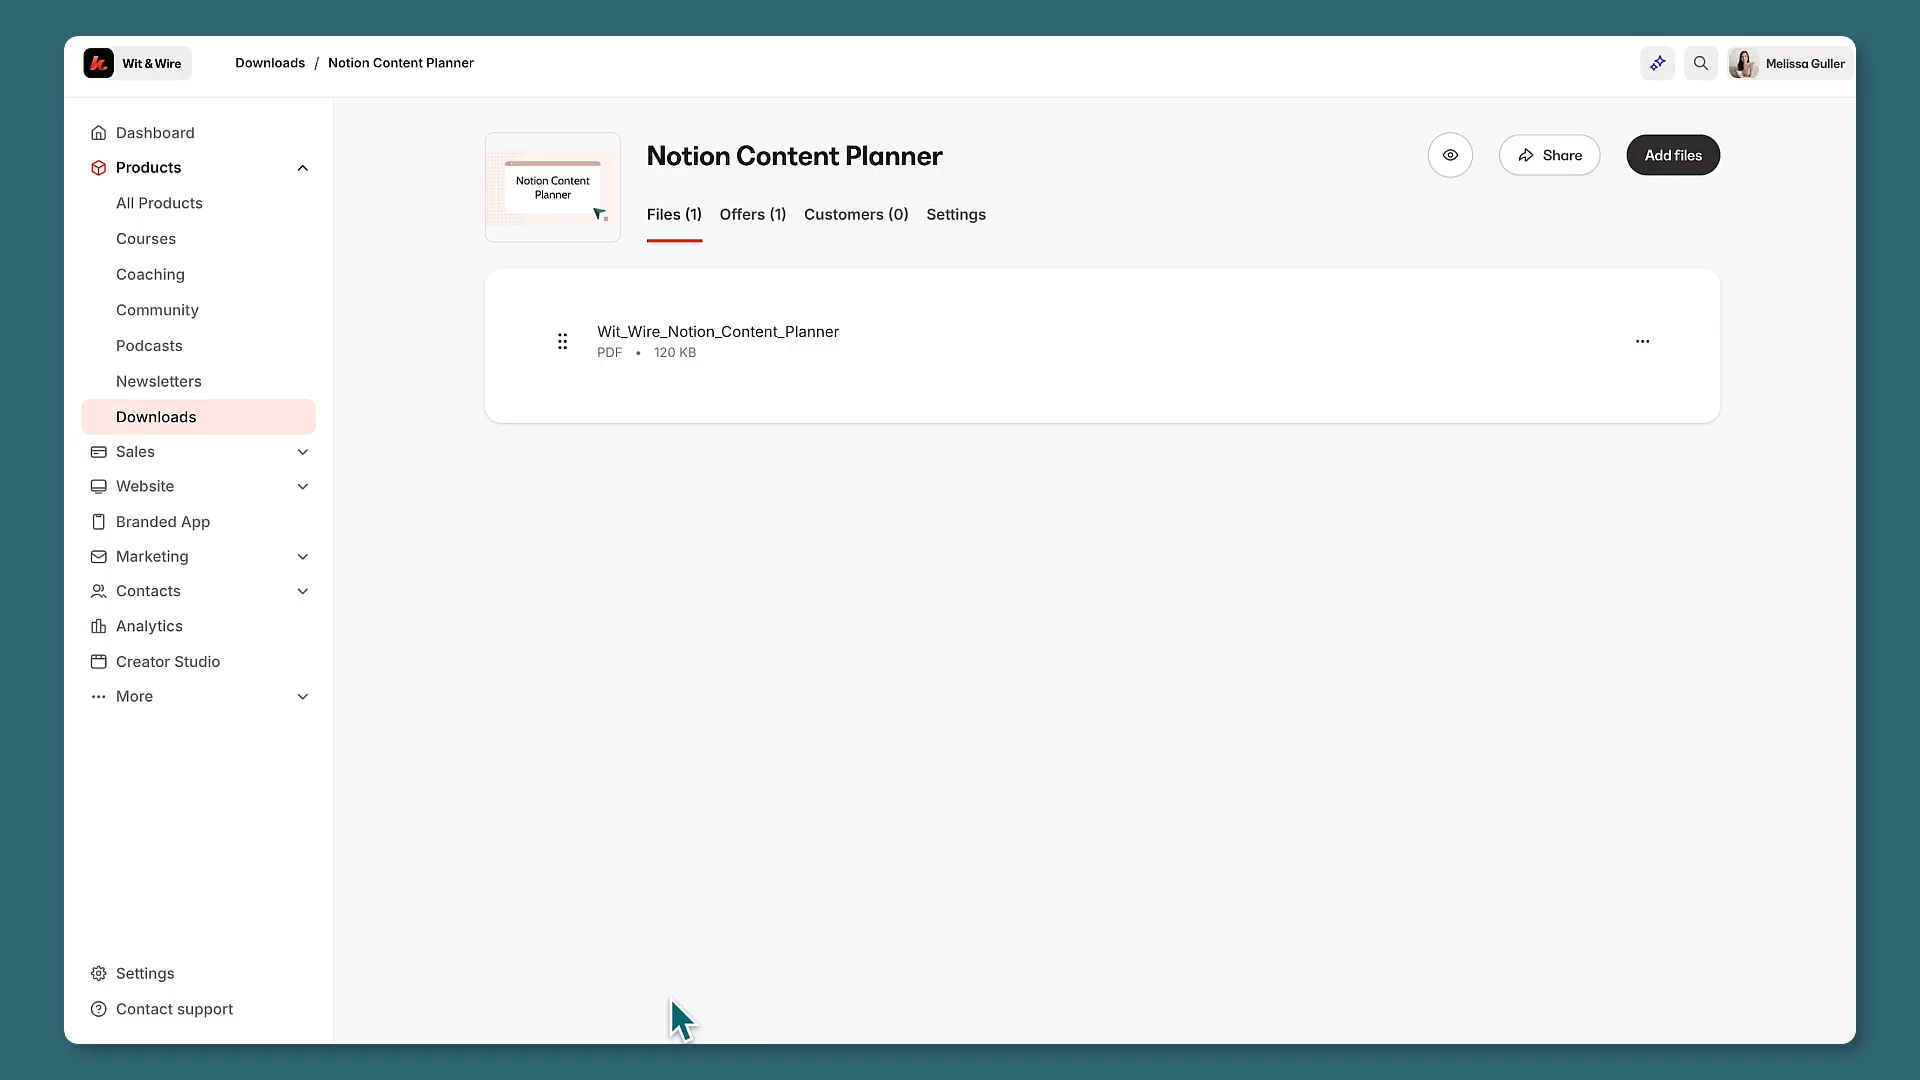 Wit & Wire
Downloads / Notion Content Planner
Melissa Guller
Dashboard
Products
All Products
Courses
Coaching
Community
Podcasts
Newsletters
Downloads
Sales
Website
Branded App
Marketing
Contacts
Analytics
Creator Studio
More
Settings
Contact support
Notion Content
Planner
Notion Content Planner
Share
Add files
Files (1)
Offers (1)
Customers (0)
Settings
Wit_Wire_Notion_Content_Planner
PDF • 120 KB